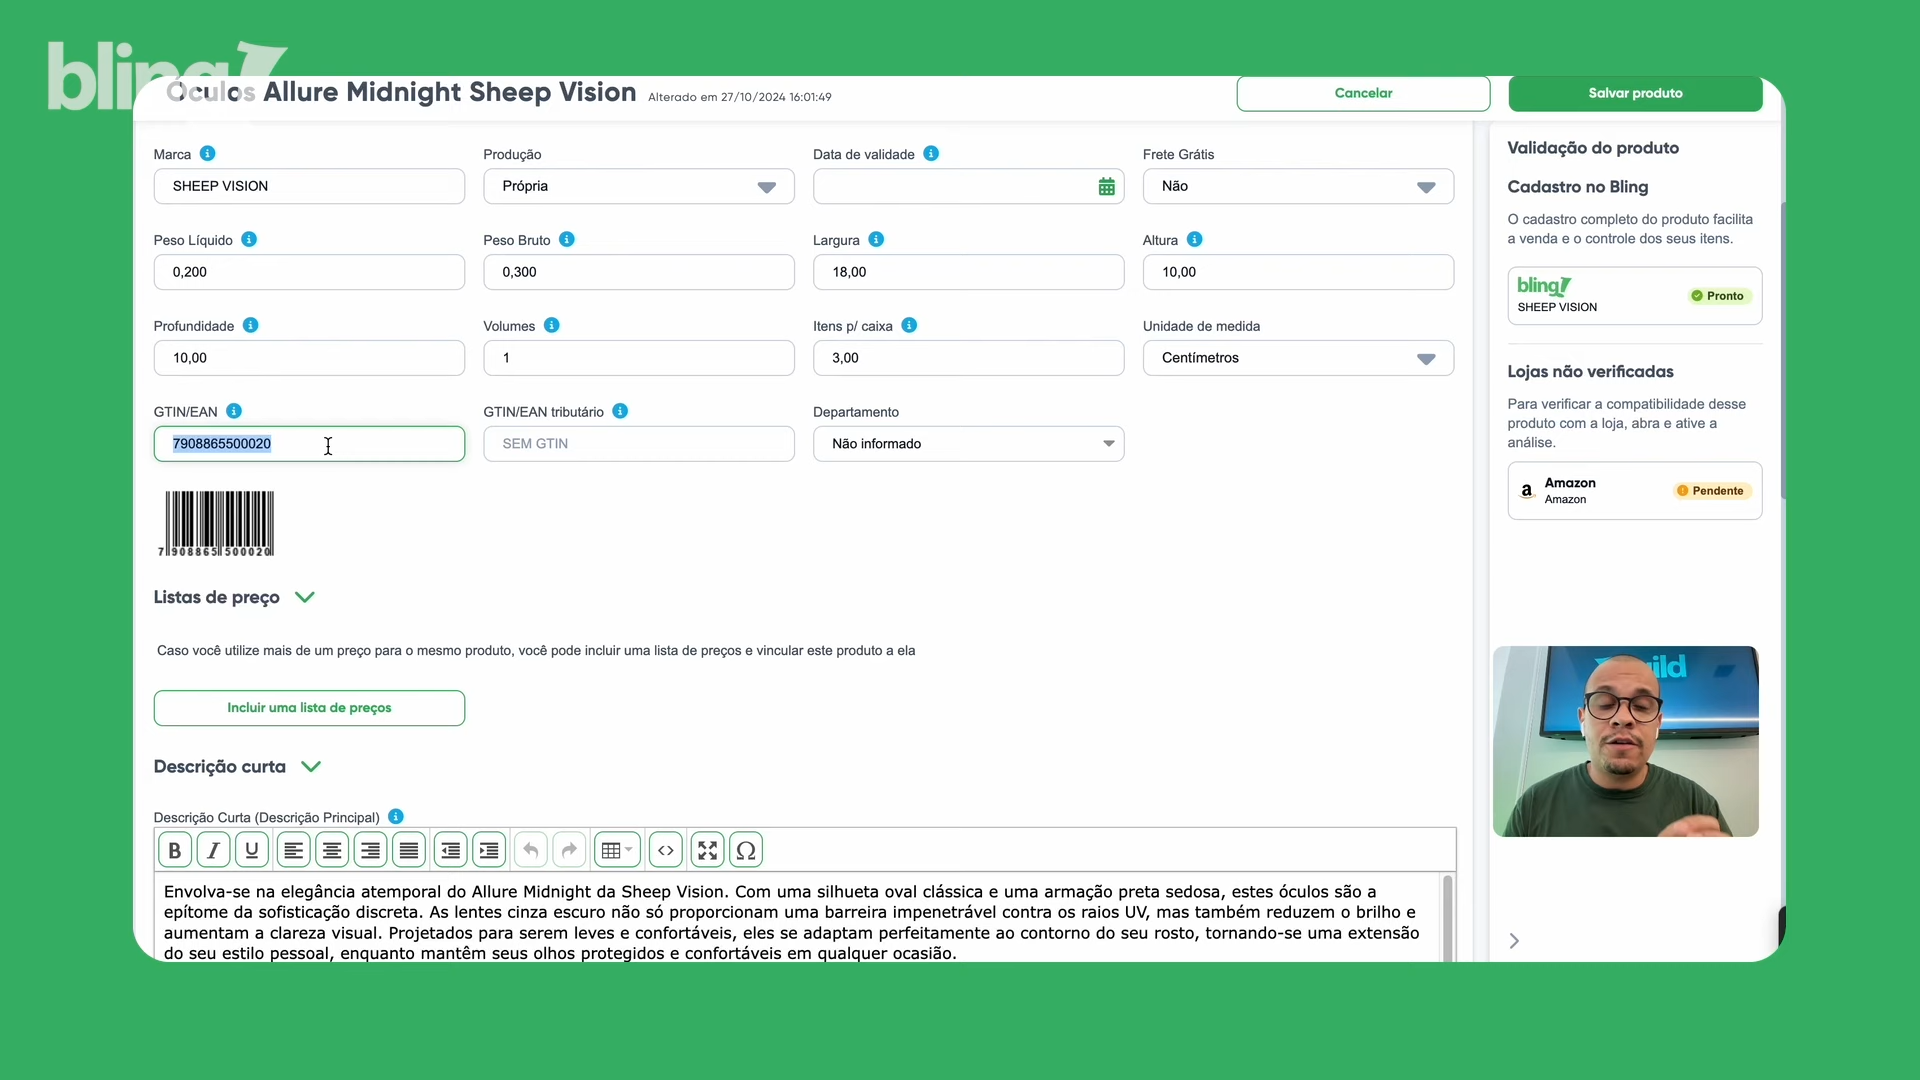 bling
Óculos Allure Midnight Sheep Vision Alterado em 27/10/2024 16:01:49
Cancelar
Salvar produto
Marca
Produção
Data de validade
Frete Grátis
SHEEP VISION
Própria
Não
Peso Líquido
Peso Bruto
Largura
Altura
0,200
0,300
18,00
10,00
Profundidade
Volumes
Itens p/ caixa
Unidade de medida
10,00
1
3,00
Centímetros
GTIN/EAN
GTIN/EAN tributário
Departamento
7908865500020
SEM GTIN
Não informado
7 908865 500020
Listas de preço
Caso você utilize mais de um preço para o mesmo produto, você pode incluir uma lista de preços e vincular este produto a ela
Incluir uma lista de preços
Descrição curta
Descrição Curta (Descrição Principal)
B I U
Envolva-se na elegância atemporal do Allure Midnight da Sheep Vision. Com uma silhueta oval clássica e uma armação preta sedosa, estes óculos são a
epítome da sofisticação discreta. As lentes cinza escuro não só proporcionam uma barreira impenetrável contra os raios UV, mas também reduzem o brilho e
aumentam a clareza visual. Projetados para serem leves e confortáveis, eles se adaptam perfeitamente ao contorno do seu rosto, tornando-se uma extensão
do seu estilo pessoal, enquanto mantêm seus olhos protegidos e confortáveis em qualquer ocasião.
Validação do produto
Cadastro no Bling
O cadastro completo do produto facilita
a venda e o controle dos seus itens.
bling
SHEEP VISION
Pronto
Lojas não verificadas
Para verificar a compatibilidade desse
produto com a loja, abra e ative a
análise.
a
Amazon
Amazon
Pendente